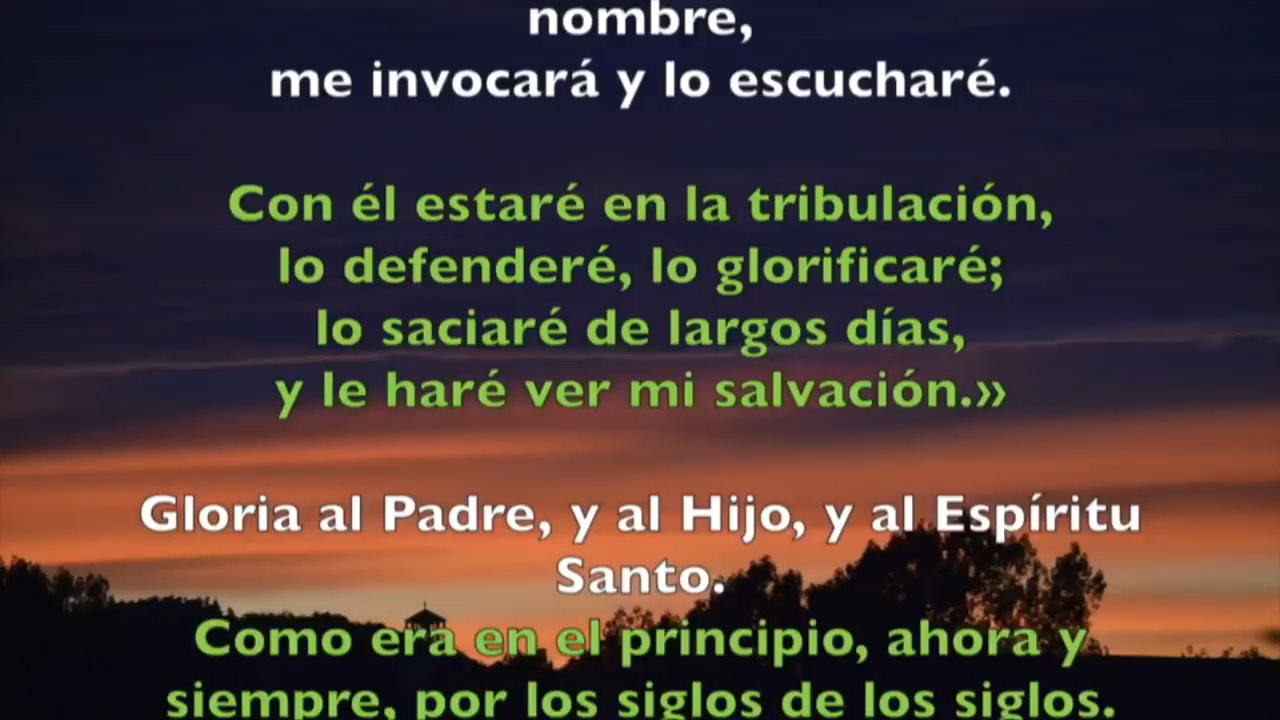 nombre,
me invocará y lo escucharé.
Con él estaré en la tribulación,
lo defenderé, lo glorificaré;
lo saciaré de largos días,
y le haré ver mi salvación.»
Gloria al Padre, y al Hijo, y al Espíritu
Santo.
Como era en el principio, ahora y
siempre, por los siglos de los siglos.